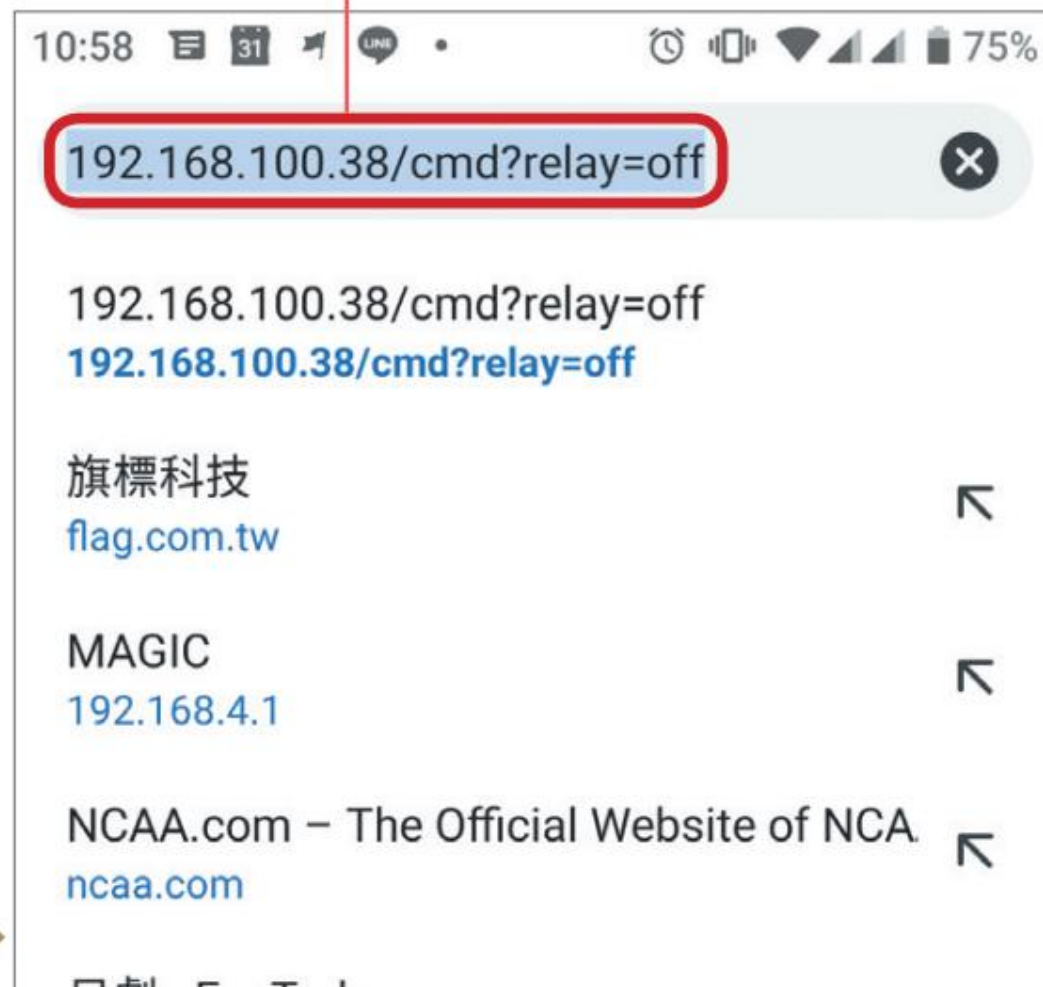 10:58 31 LINE 75%
192.168.100.38/cmd?relay=off
192.168.100.38/cmd?relay=off
192.168.100.38/cmd?relay=off
旗標科技
flag.com.tw
MAGIC
192.168.4.1
NCAA.com – The Official Website of NCA
ncaa.com